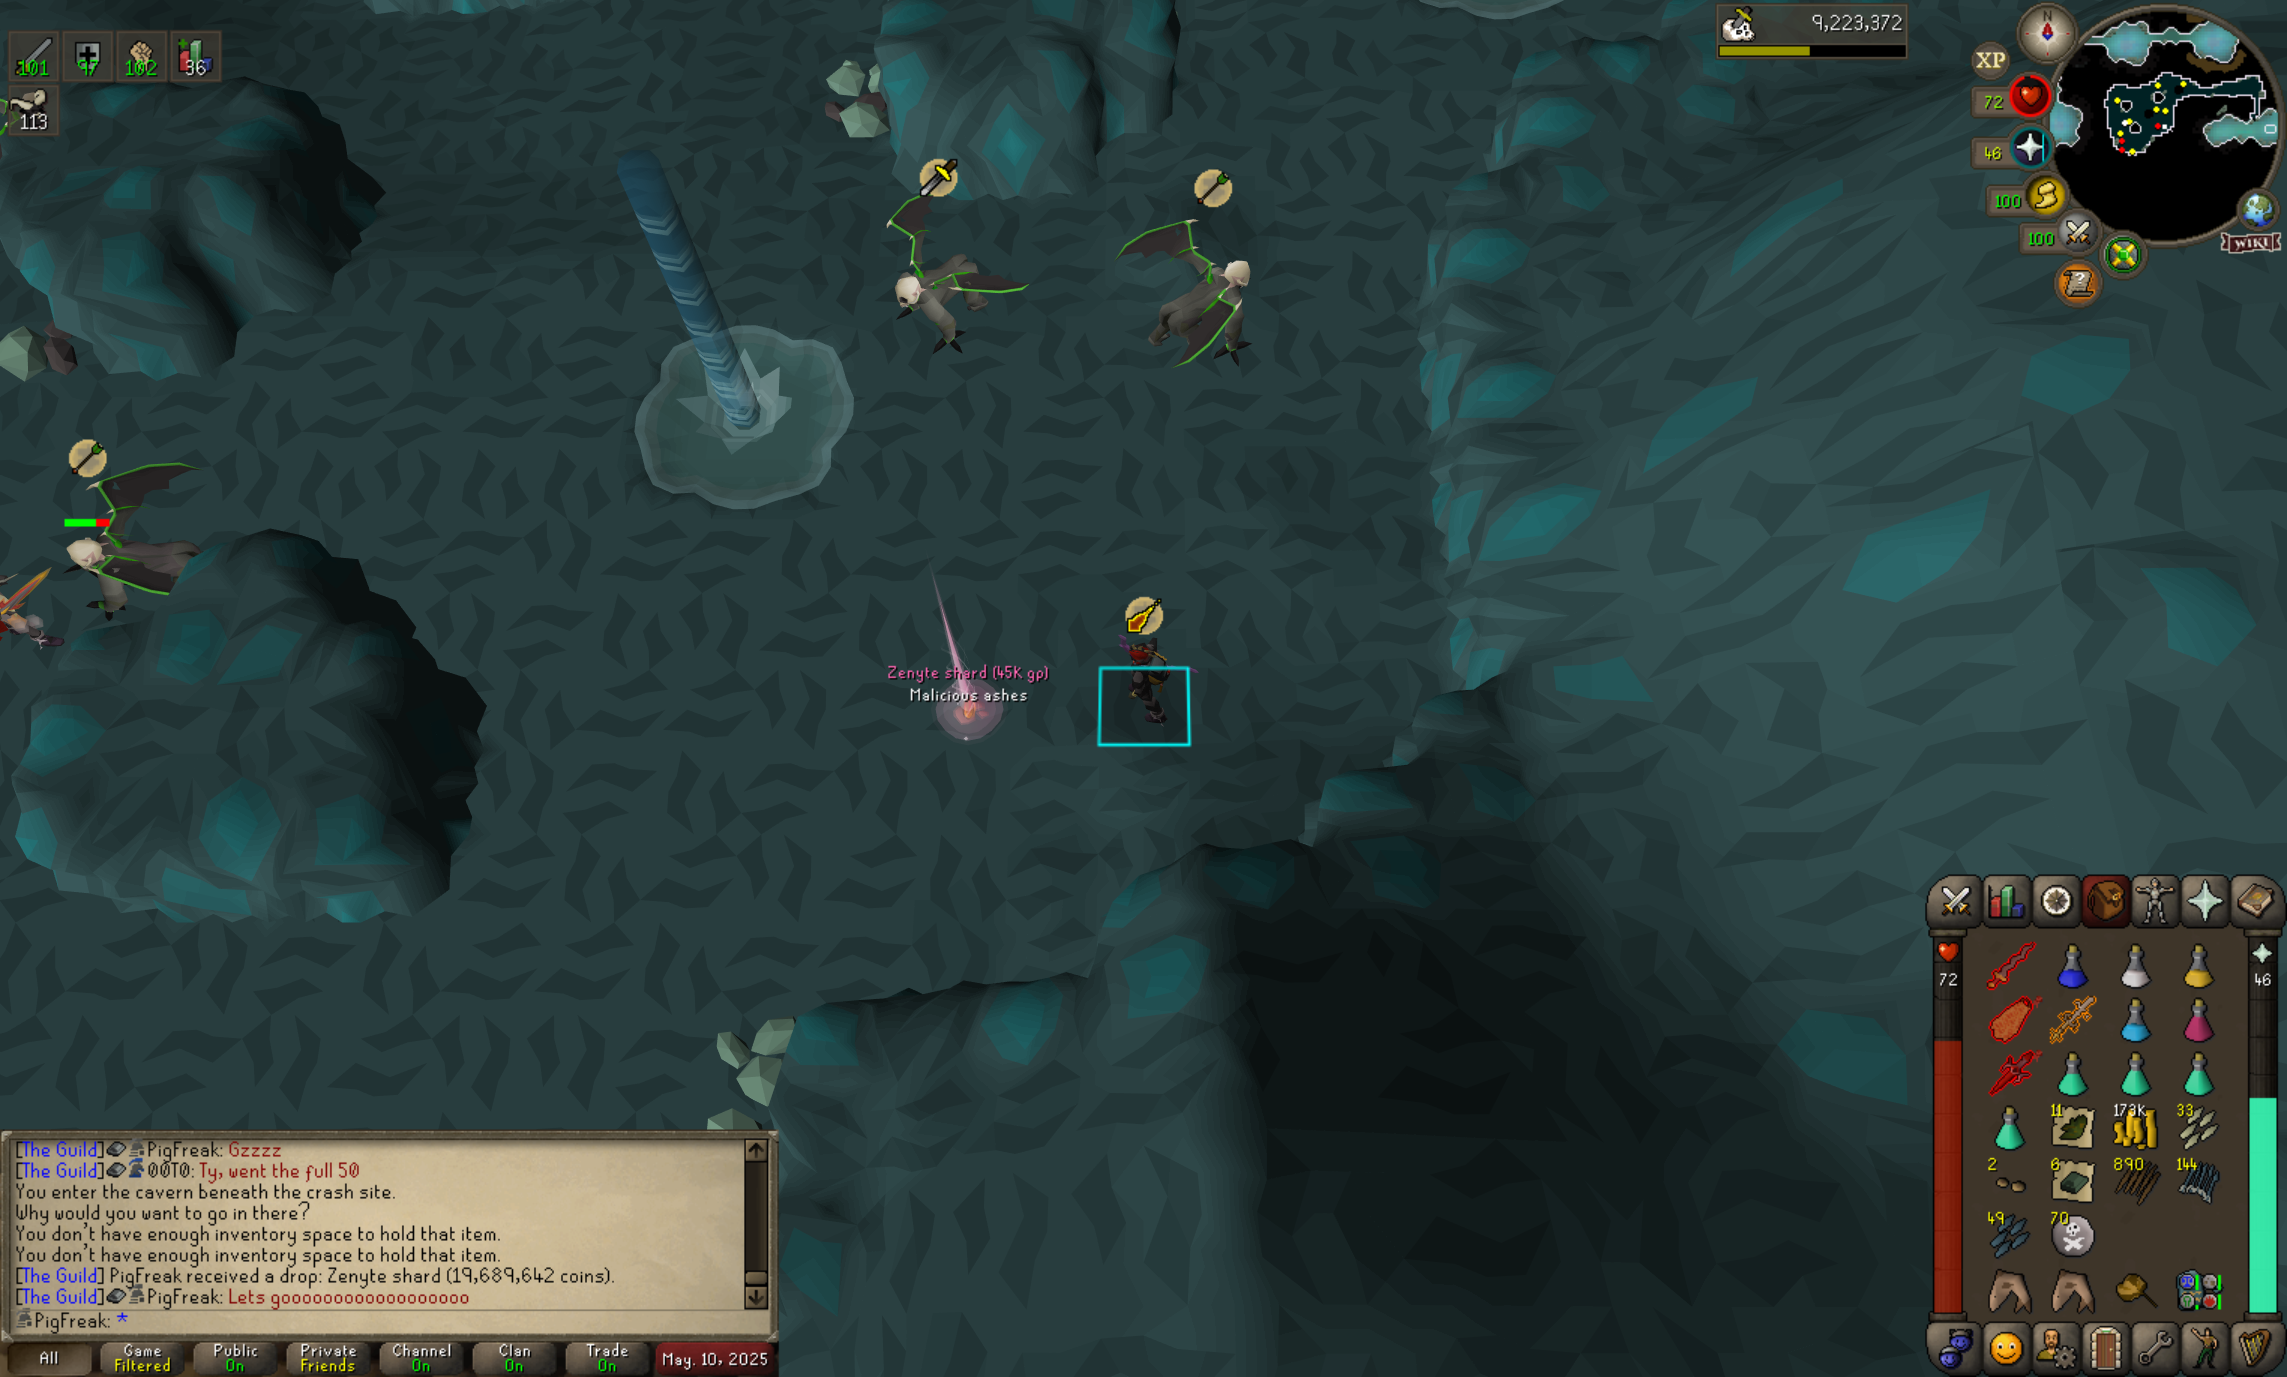 101
97
102
36
113
9,223,372
N
XP
72
46
100
100
WIKI
Zenyte shard (45K gp)
Malicious ashes
72
46
11
173K
33
2
6
890
144
49
70
[The Guild] PigFreak: Gzzzz
[The Guild] 00T0: Ty, went the full 50
You enter the cavern beneath the crash site.
Why would you want to go in there?
You don't have enough inventory space to hold that item.
You don't have enough inventory space to hold that item.
[The Guild] PigFreak received a drop: Zenyte shard (19,689,642 coins).
[The Guild] PigFreak: Lets goooooooooooooooooo
PigFreak: *
All
Game
Filtered
Public
On
Private
Friends
Channel
On
Clan
On
Trade
On
May. 10, 2025